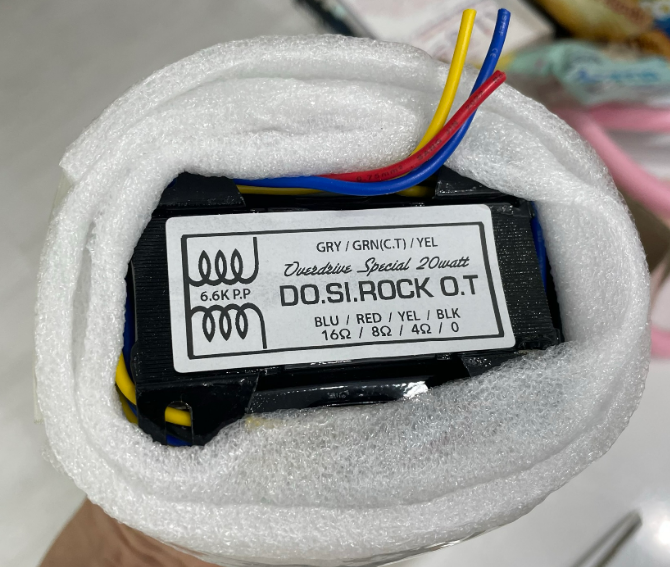 GRY / GRN(C.T) / YEL
Overdrive Special 20watt
6.6K P.P
DO.SI.ROCK O.T
BLU / RED / YEL / BLK
16Ω / 8Ω / 4Ω / 0